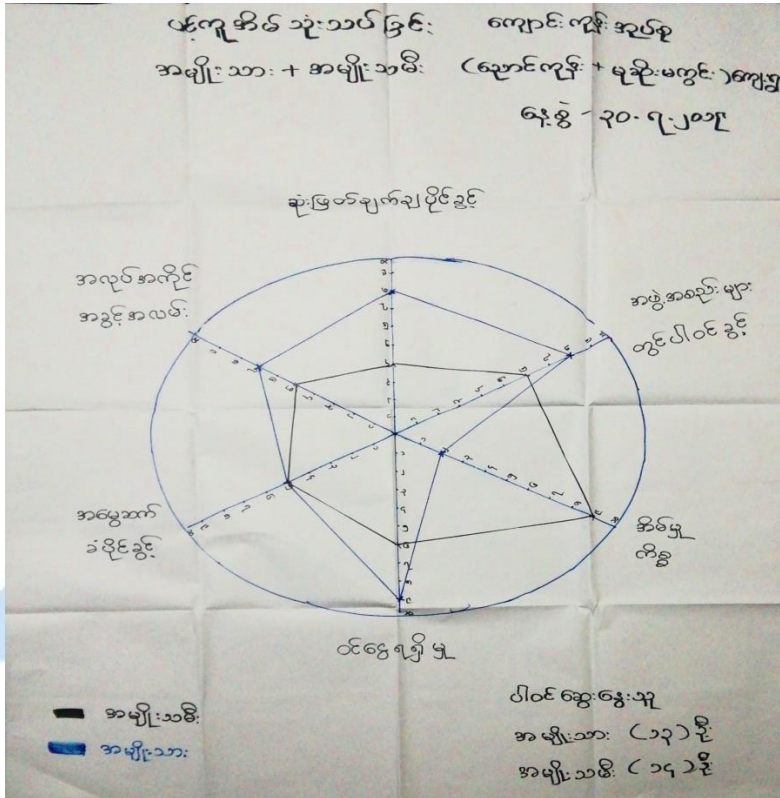 ပင့်ကူအိမ် သုံးသပ်ခြင်း ကျောင်းကုန်း အုပ်စု
အမျိုးသား + အမျိုးသမီး (ညောင်ကုန်း + မုဆိုးမကွင်း) ကျေးရွာ
နေ့စွဲ - ၃၀.၇.၂၀၁၉
ဆုံးဖြတ်ချက်ချပိုင်ခွင့်
အလုပ်အကိုင်
အခွင့်အလမ်း
အဖွဲ့အစည်းများ
တွင်ပါဝင်ခွင့်
အမွေဆက်
ခံပိုင်ခွင့်
အိမ်မှု
ကိစ္စ
ဝင်ငွေရရှိမှု
အမျိုးသမီး
အမျိုးသား
ပါဝင်ဆွေးနွေးသူ
အမျိုးသား (၁၃) ဦး
အမျိုးသမီး (၁၄) ဦး